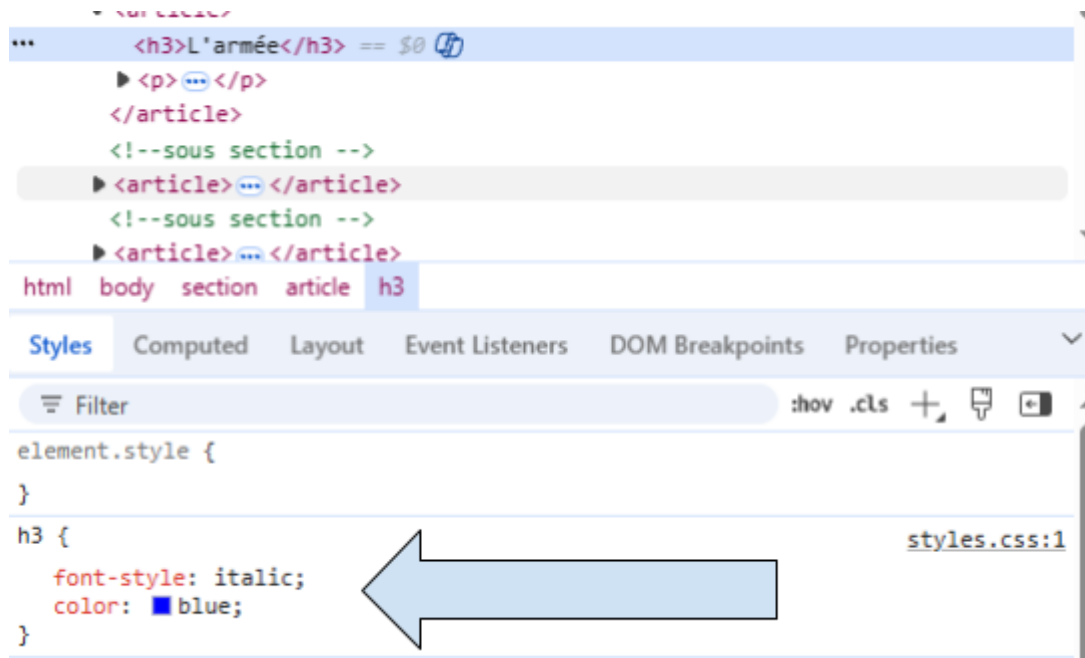 <h3>L'armée</h3> == $0
<p> </p>
</article>
<!--sous section -->
<article> </article>
<!--sous section -->
<article> </article>
html body section article h3
Styles Computed Layout Event Listeners DOM Breakpoints Properties
Filter :hov .cls
element.style {
}
h3 { styles.css:1
font-style: italic;
color: blue;
}